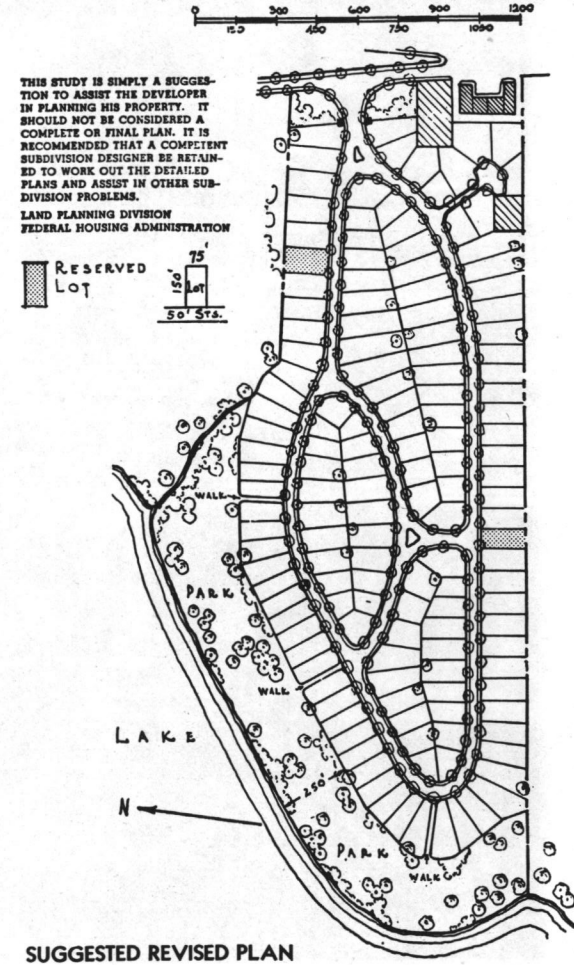 0 300 600 900 1200
150 450 750 1050
THIS STUDY IS SIMPLY A SUGGES-
TION TO ASSIST THE DEVELOPER
IN PLANNING HIS PROPERTY. IT
SHOULD NOT BE CONSIDERED A
COMPLETE OR FINAL PLAN. IT IS
RECOMMENDED THAT A COMPETENT
SUBDIVISION DESIGNER BE RETAIN-
ED TO WORK OUT THE DETAILED
PLANS AND ASSIST IN OTHER SUB-
DIVISION PROBLEMS.
LAND PLANNING DIVISION
FEDERAL HOUSING ADMINISTRATION
RESERVED
LOT
75'
150'
LOT
50' STS.
WALK
PARK
WALK
LAKE
250
N
PARK
WALK
SUGGESTED REVISED PLAN